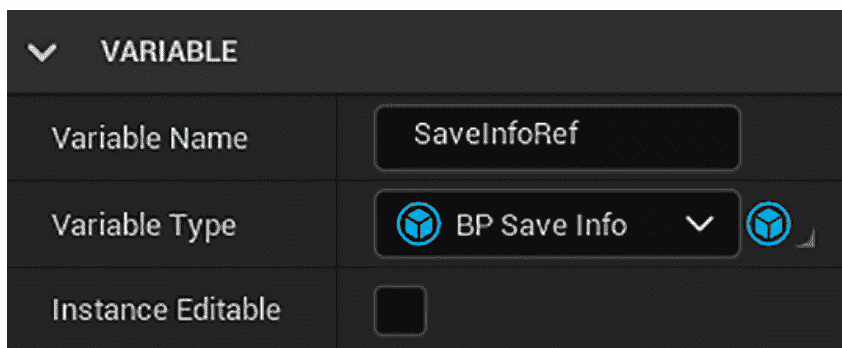 VARIABLE
Variable Name SaveInfoRef
Variable Type BP Save Info
Instance Editable